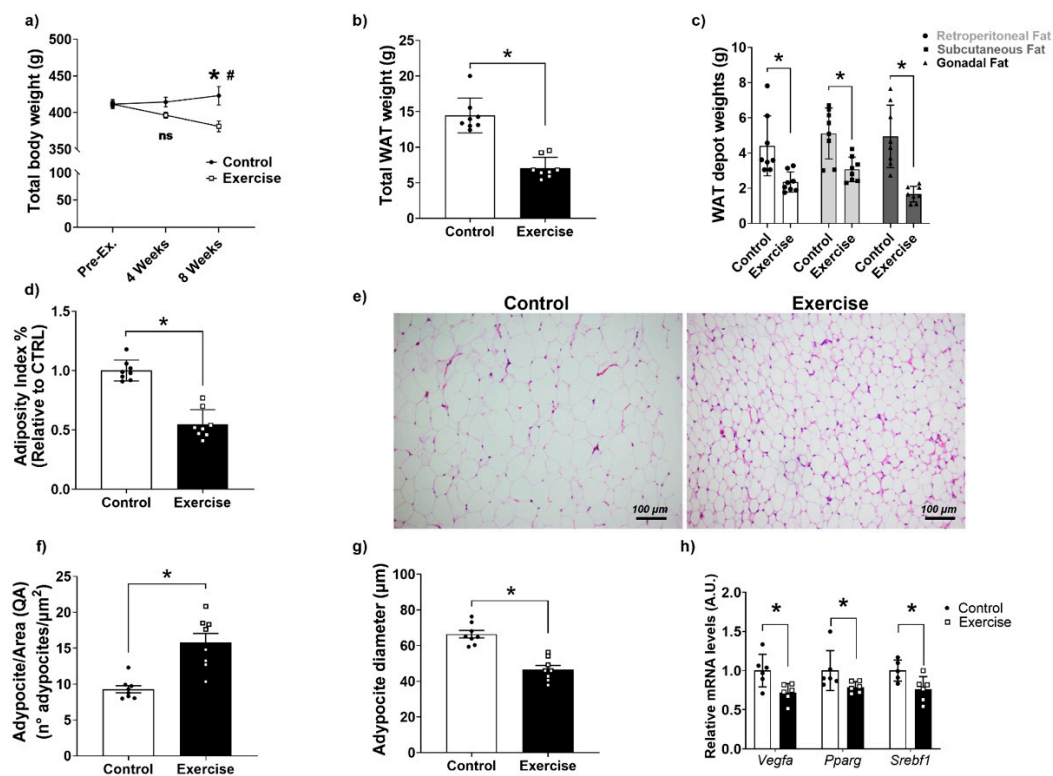 a)
Total body weight (g)
450
400
350
100
50
0
* #
ns
Control
Exercise
Pre-Ex.
4 Weeks
8 Weeks
b)
Total WAT weight (g)
25
20
15
10
5
0
*
Control
Exercise
c)
WAT depot weights (g)
10
8
6
4
2
0
Retroperitoneal Fat
Subcutaneous Fat
Gonadal Fat
*
*
*
Control
Exercise
Control
Exercise
Control
Exercise
d)
Adiposity Index %
(Relative to CTRL)
1.5
1.0
0.5
0.0
*
Control
Exercise
e)
Control
Exercise
100 µm
100 µm
f)
Adypocite/Area (QA)
(n° adypocites/µm²)
25
20
15
10
5
0
*
Control
Exercise
g)
Adypocite diameter (µm)
100
80
60
40
20
0
*
Control
Exercise
h)
Relative mRNA levels (A.U.)
2.0
1.5
1.0
0.5
0.0
Control
Exercise
*
*
*
Vegfa
Pparg
Srebf1